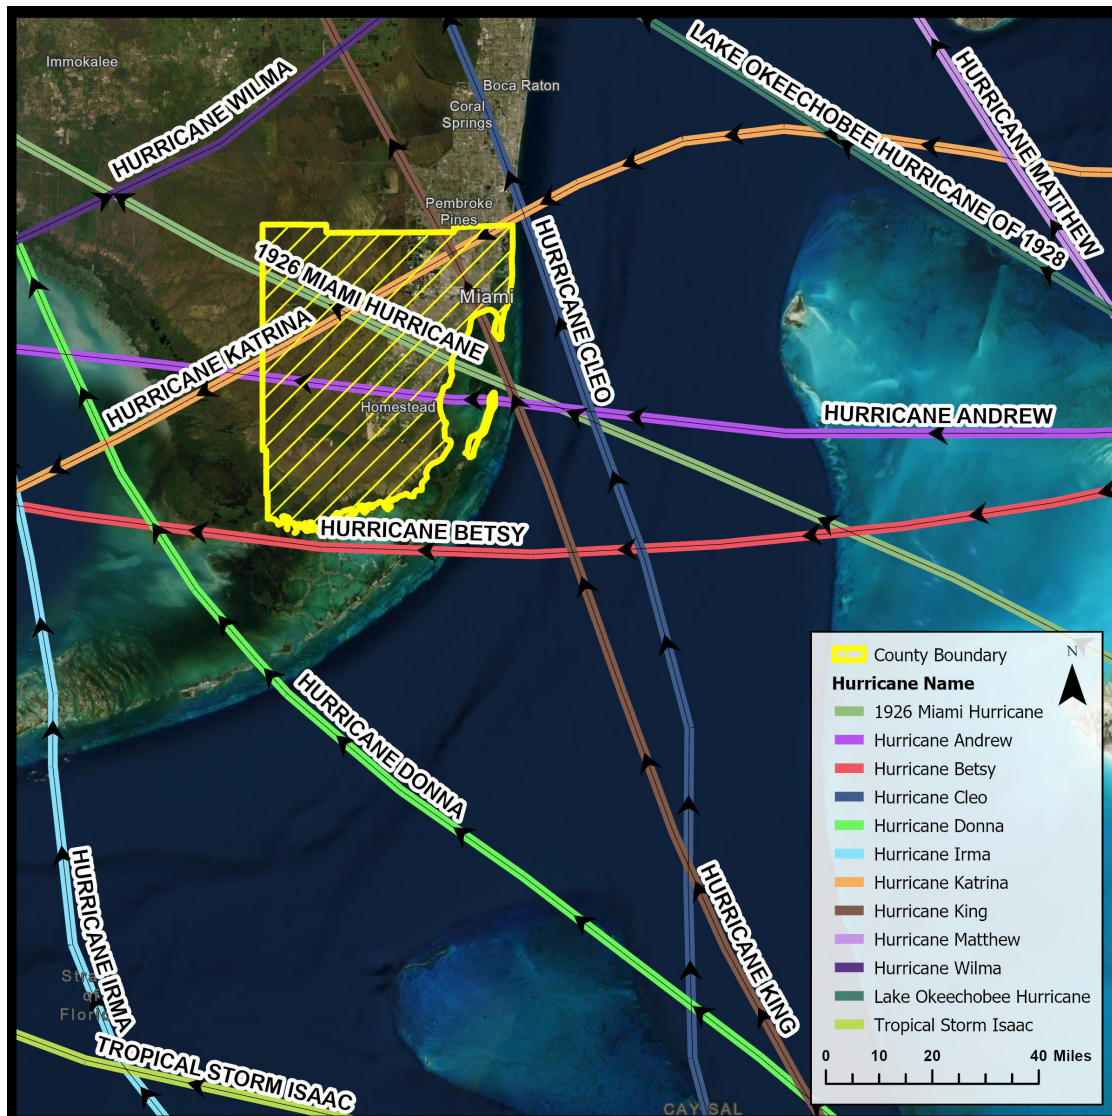 Immokalee
HURRICANE WILMA
LAKE OKEECHOBEE HURRICANE OF 1928
HURRICANE MATTHEW
Boca Raton
Coral
Springs
Pembroke
Pines
1926 MIAMI HURRICANE
Miami
HURRICANE CLEO
HURRICANE KATRINA
Homestead
HURRICANE ANDREW
HURRICANE BETSY
HURRICANE DONNA
HURRICANE IRMA
HURRICANE KING
TROPICAL STORM ISAAC
CAY SAL
County Boundary
N
Hurricane Name
1926 Miami Hurricane
Hurricane Andrew
Hurricane Betsy
Hurricane Cleo
Hurricane Donna
Hurricane Irma
Hurricane Katrina
Hurricane King
Hurricane Matthew
Hurricane Wilma
Lake Okeechobee Hurricane
Tropical Storm Isaac
0 10 20 40 Miles